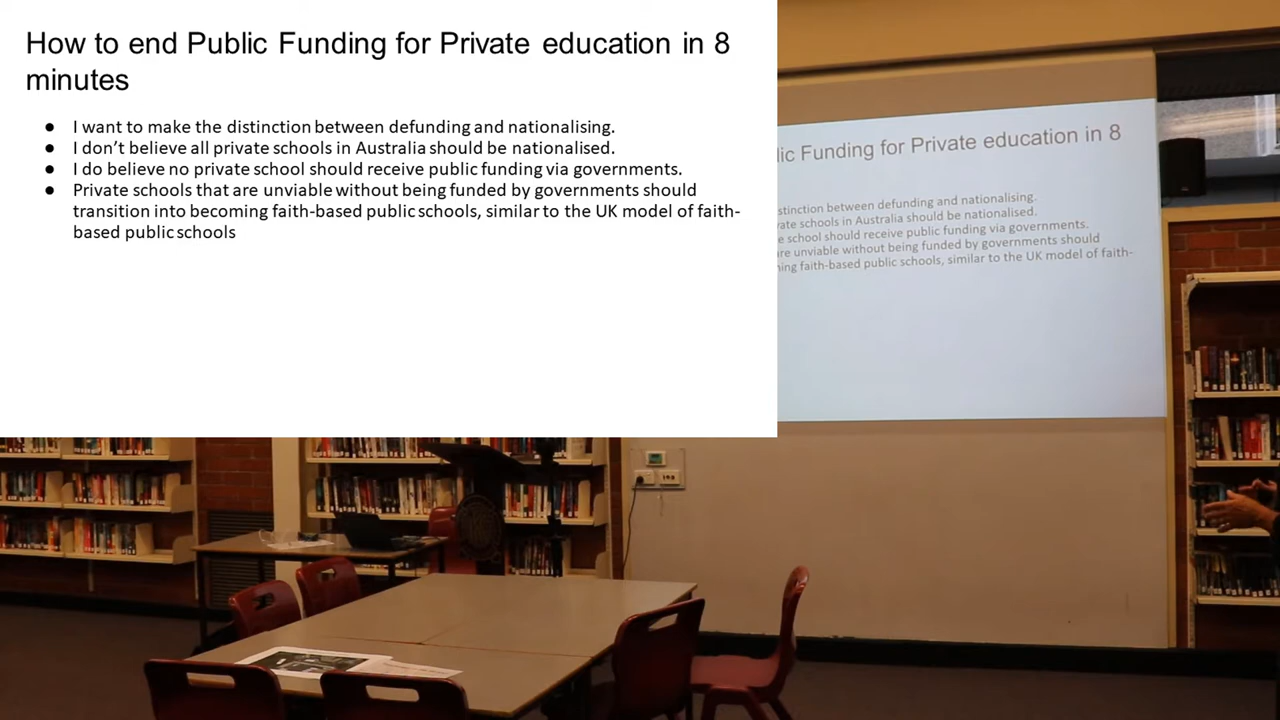 How to end Public Funding for Private education in 8
minutes
● I want to make the distinction between defunding and nationalising.
● I don't believe all private schools in Australia should be nationalised.
● I do believe no private school should receive public funding via governments.
● Private schools that are unviable without being funded by governments should
transition into becoming faith-based public schools, similar to the UK model of faith-
based public schools
lic Funding for Private education in 8
stinction between defunding and nationalising.
vate schools in Australia should be nationalised.
e school should receive public funding via governments.
are unviable without being funded by governments should
ning faith-based public schools, similar to the UK model of faith-